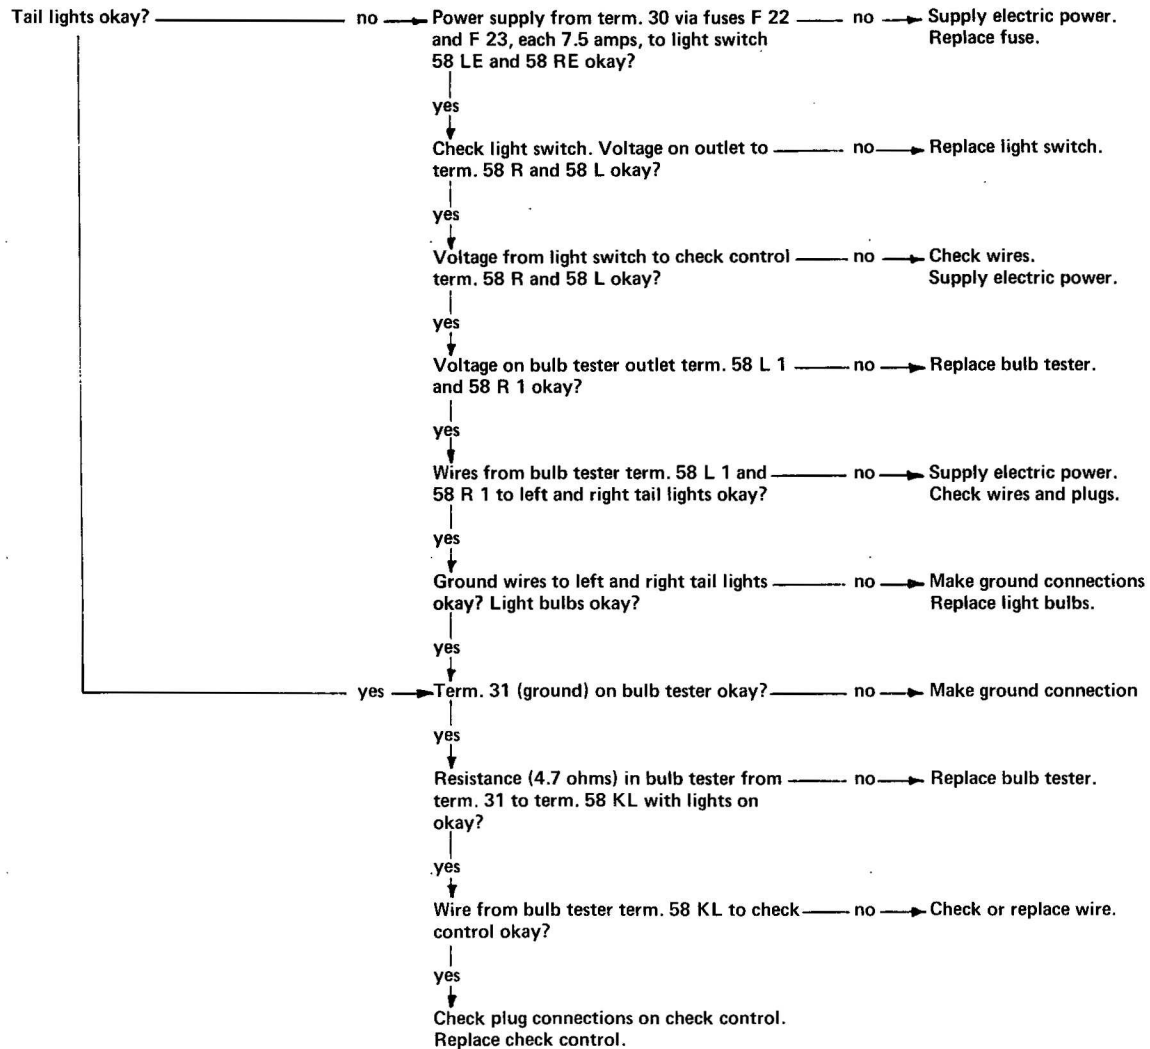 Tail lights okay? no Power supply from term. 30 via fuses F 22 no Supply electric power.
and F 23, each 7.5 amps, to light switch Replace fuse.
58 LE and 58 RE okay?
yes
Check light switch. Voltage on outlet to no Replace light switch.
term. 58 R and 58 L okay?
yes
Voltage from light switch to check control no Check wires.
term. 58 R and 58 L okay? Supply electric power.
yes
Voltage on bulb tester outlet term. 58 L 1 no Replace bulb tester.
and 58 R 1 okay?
yes
Wires from bulb tester term. 58 L 1 and no Supply electric power.
58 R 1 to left and right tail lights okay? Check wires and plugs.
yes
Ground wires to left and right tail lights no Make ground connections
okay? Light bulbs okay? Replace light bulbs.
yes
yes Term. 31 (ground) on bulb tester okay? no Make ground connection
yes
Resistance (4.7 ohms) in bulb tester from no Replace bulb tester.
term. 31 to term. 58 KL with lights on
okay?
yes
Wire from bulb tester term. 58 KL to check no Check or replace wire.
control okay?
yes
Check plug connections on check control.
Replace check control.